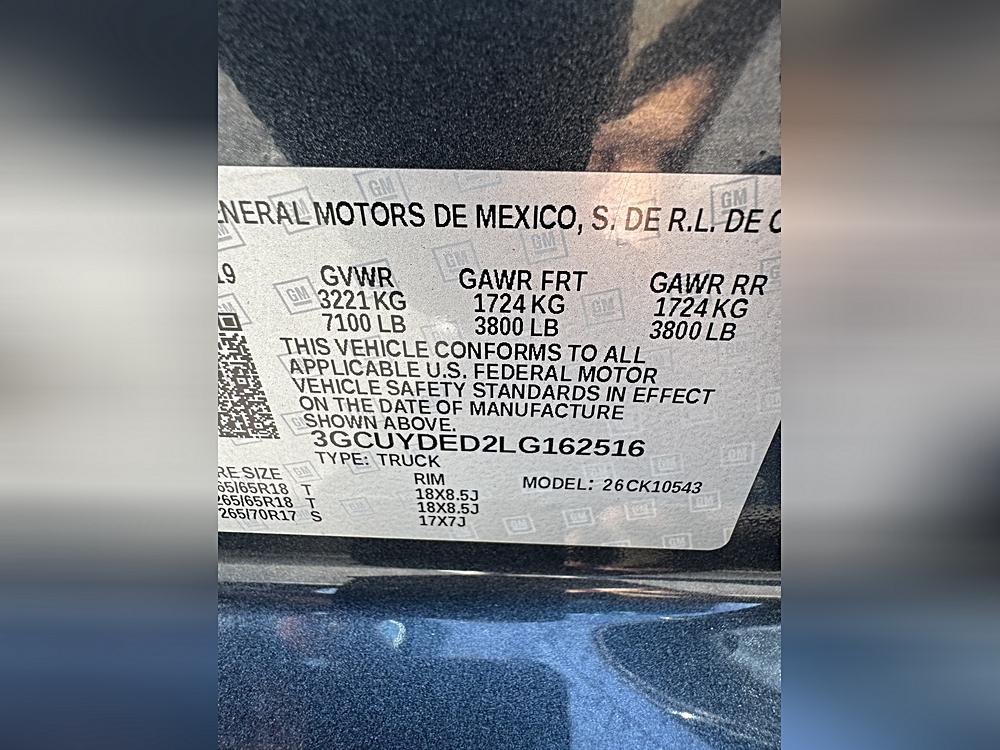 ENERAL MOTORS DE MEXICO, S. DE R.L. DE C
19
GVWR GAWR FRT GAWR RR
3221 KG 1724 KG 1724 KG
7100 LB 3800 LB 3800 LB
THIS VEHICLE CONFORMS TO ALL
APPLICABLE U.S. FEDERAL MOTOR
VEHICLE SAFETY STANDARDS IN EFFECT
ON THE DATE OF MANUFACTURE
SHOWN ABOVE.
3GCUYDED2LG162516
TYPE: TRUCK
RE SIZE RIM MODEL: 26CK10543
65/65R18 T 18X8.5J
265/65R18 T 18X8.5J
265/70R17 S 17X7J